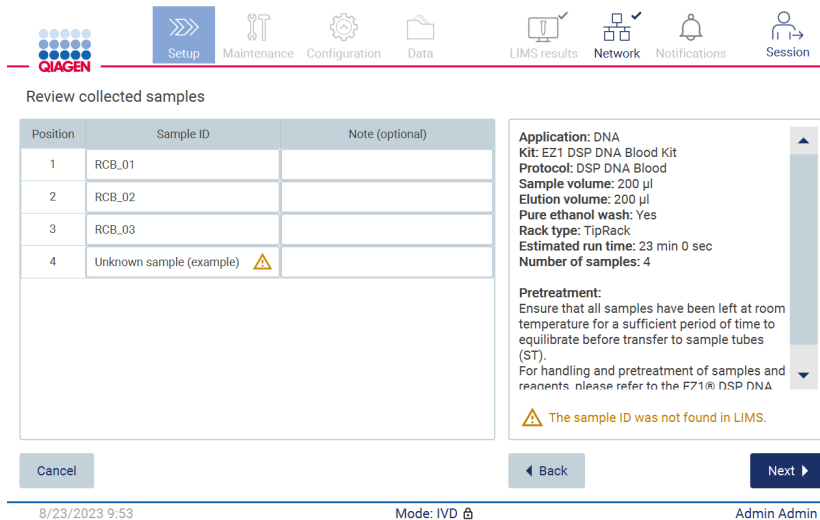 QIAGEN
Setup
Maintenance
Configuration
Data
LIMS results
Network
Notifications
Session
Review collected samples
Position Sample ID Note (optional)
1 RCB_01
2 RCB_02
3 RCB_03
4 Unknown sample (example)
Application: DNA
Kit: EZ1 DSP DNA Blood Kit
Protocol: DSP DNA Blood
Sample volume: 200 µl
Elution volume: 200 µl
Pure ethanol wash: Yes
Rack type: TipRack
Estimated run time: 23 min 0 sec
Number of samples: 4
Pretreatment:
Ensure that all samples have been left at room
temperature for a sufficient period of time to
equilibrate before transfer to sample tubes
(ST).
For handling and pretreatment of samples and
reagents, please refer to the EZ1® DSP DNA
The sample ID was not found in LIMS.
Cancel
Back
Next
8/23/2023 9:53
Mode: IVD
Admin Admin